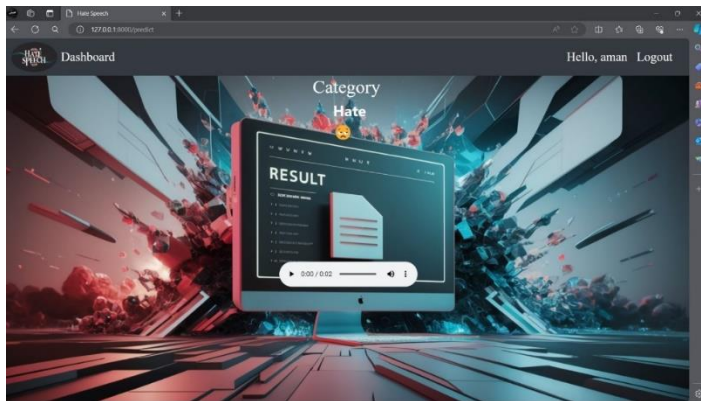 Hate Speech
127.0.0.1:8000/predict
HATE
SPEECH
Dashboard
Hello, aman Logout
Category
Hate
RESULT
0:00 / 0:02